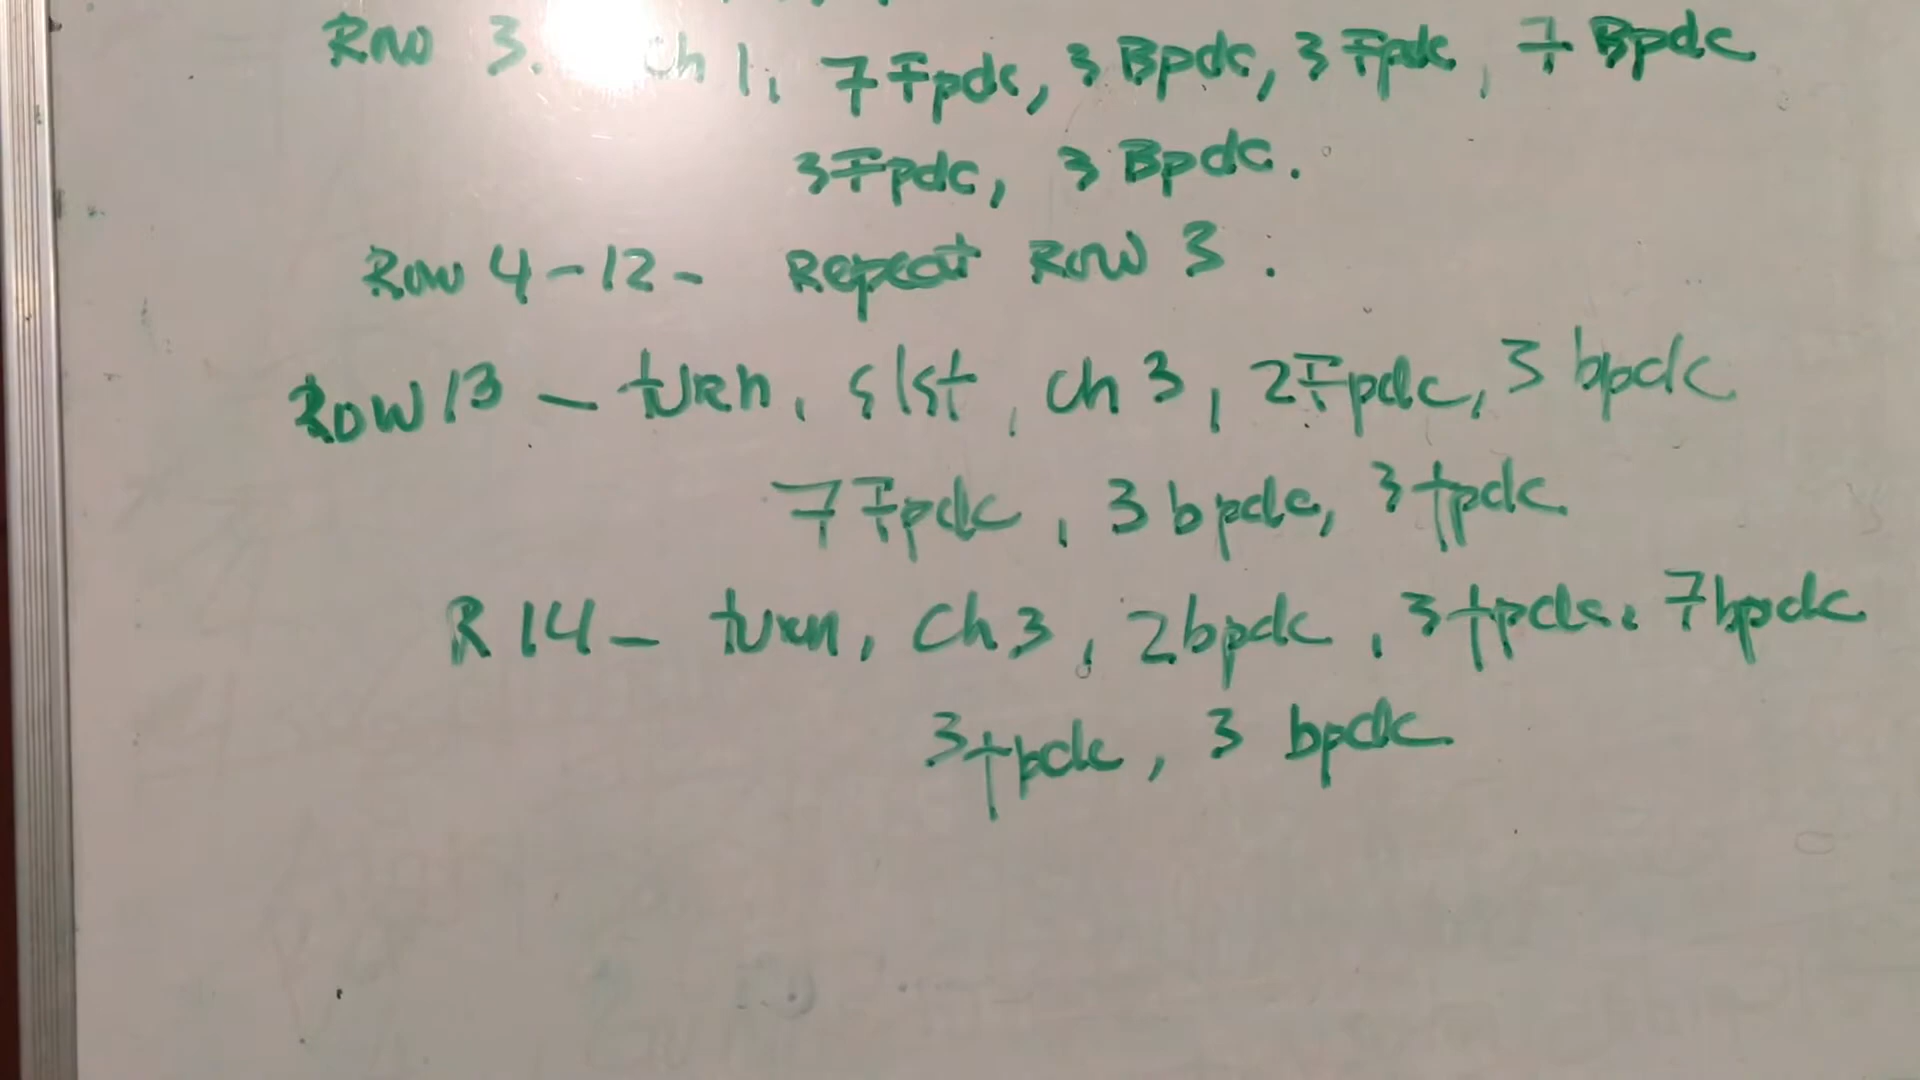 Row 3. ch 1, 7 Fpdc, 3 Bpdc, 3 Fpdc, 7 Bpdc
3 Fpdc, 3 Bpdc.
Row 4-12- Repeat Row 3.
Row 13 - turn, slst, ch 3, 2 Fpdc, 3 bpdc
7 Fpdc, 3 bpdc, 3 fpdc
R 14 - turn, Ch 3, 2 bpdc, 3 fpdc, 7 bpdc
3 fpdc, 3 bpdc